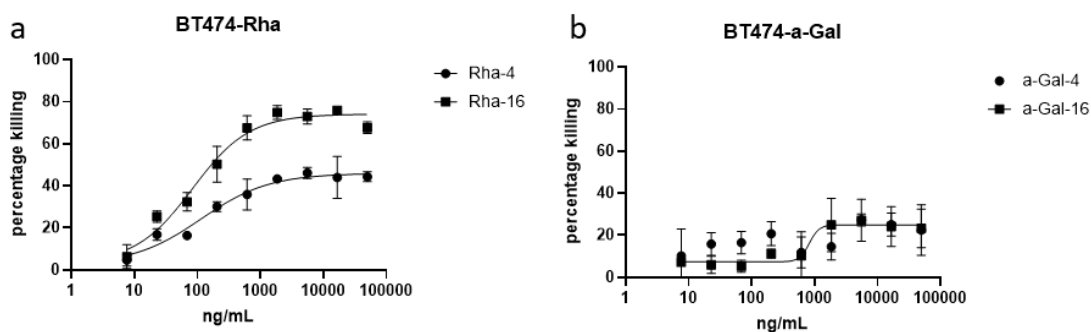 a
BT474-Rha
percentage killing
100
80
60
40
20
0
1
10
100
1000
10000
100000
ng/mL
Rha-4
Rha-16
b
BT474-a-Gal
percentage killing
100
80
60
40
20
0
1
10
100
1000
10000
100000
ng/mL
a-Gal-4
a-Gal-16